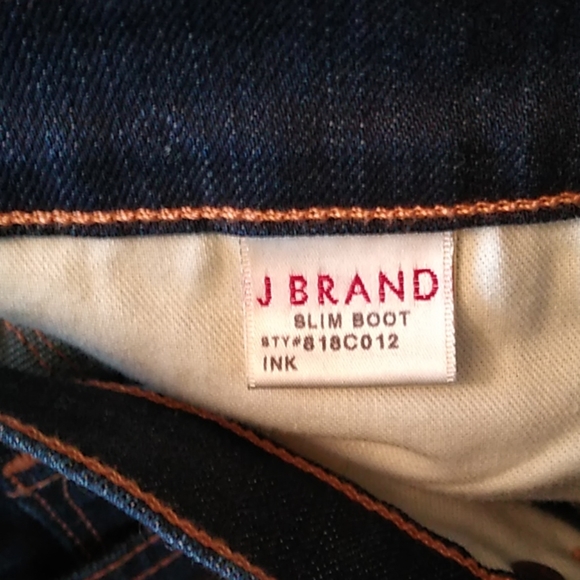 J BRAND
SLIM BOOT
STY#818C012
INK